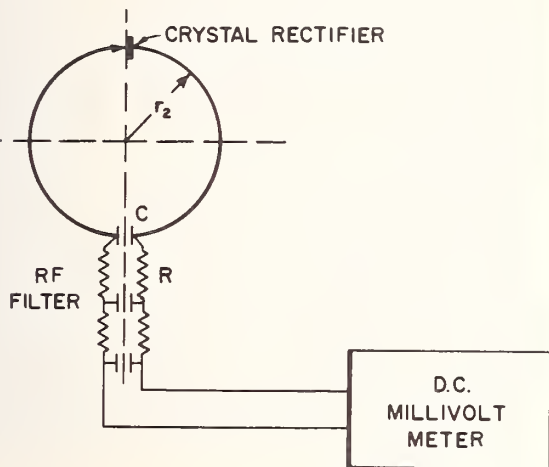 CRYSTAL RECTIFIER
r₂
C
RF
FILTER
R
D.C.
MILLIVOLT
METER